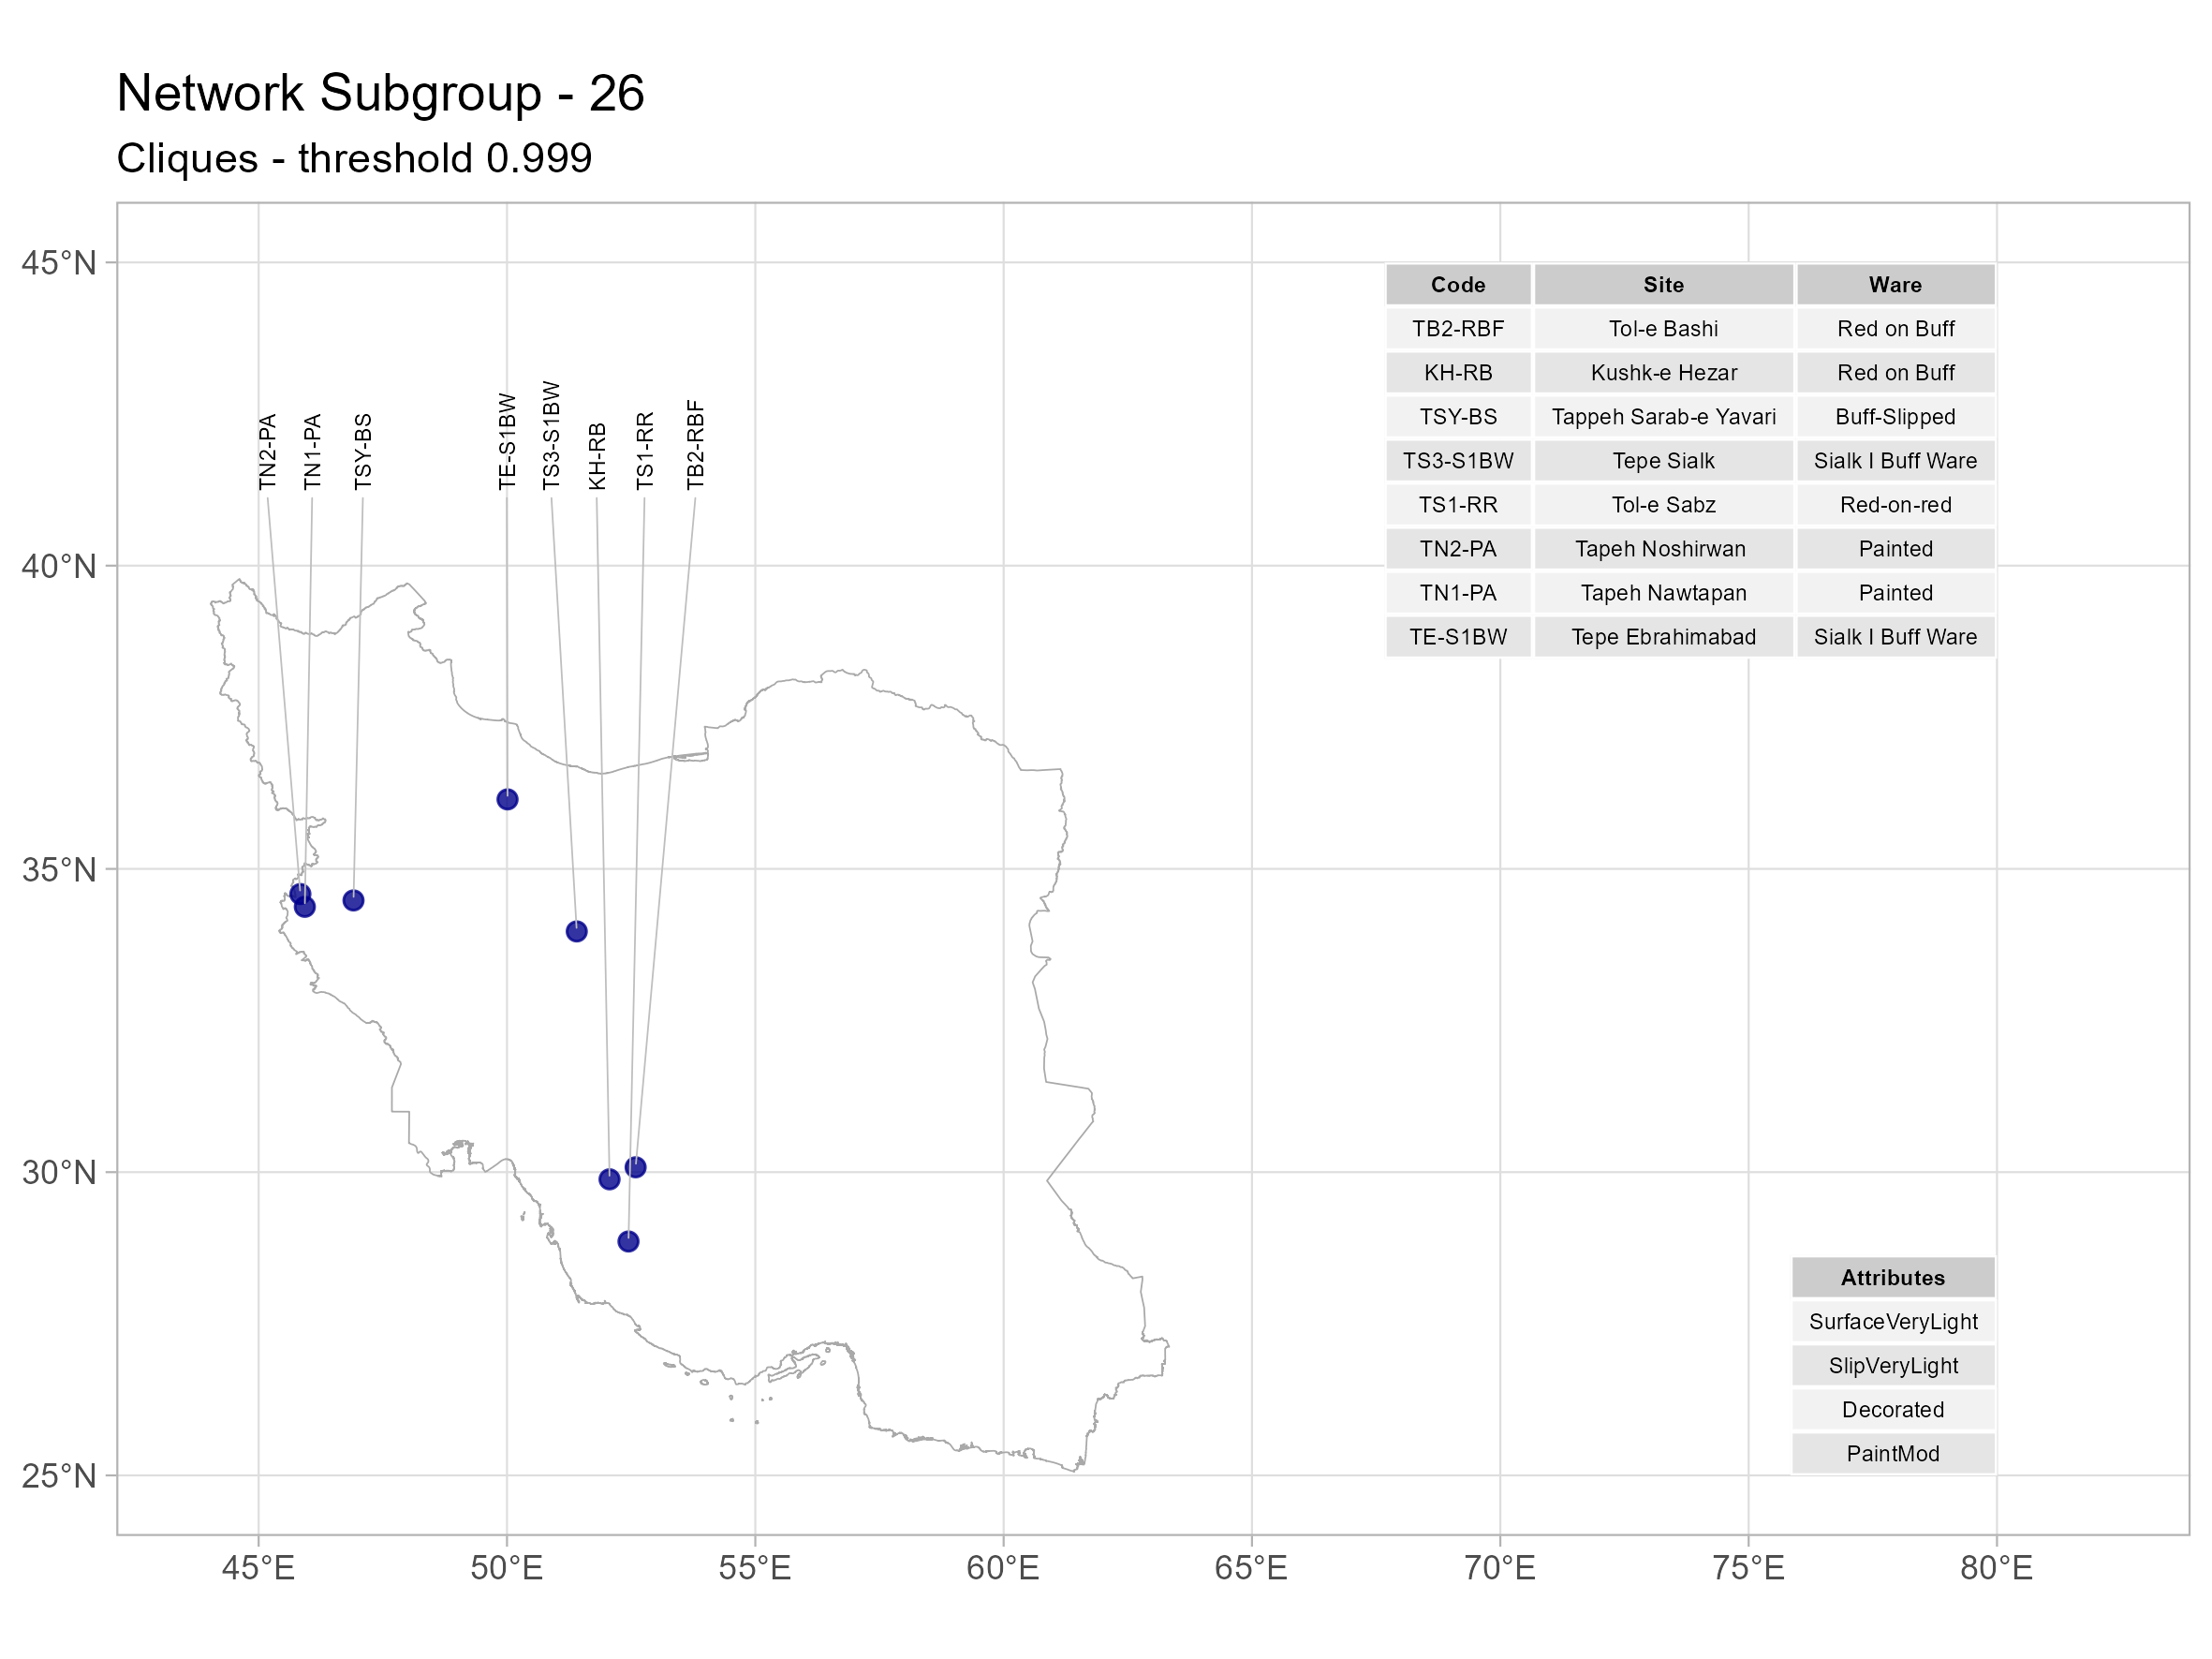 Network Subgroup - 26
Cliques - threshold 0.999
45°N
40°N
35°N
30°N
25°N
TN2-PA
TN1-PA
TSY-BS
TE-S1BW
TS3-S1BW
KH-RB
TS1-RR
TB2-RBF
Code Site Ware
TB2-RBF Tol-e Bashi Red on Buff
KH-RB Kushk-e Hezar Red on Buff
TSY-BS Tappeh Sarab-e Yavari Buff-Slipped
TS3-S1BW Tepe Sialk Sialk I Buff Ware
TS1-RR Tol-e Sabz Red-on-red
TN2-PA Tapeh Noshirwan Painted
TN1-PA Tapeh Nawtapan Painted
TE-S1BW Tepe Ebrahimabad Sialk I Buff Ware
Attributes
SurfaceVeryLight
SlipVeryLight
Decorated
PaintMod
45°E 50°E 55°E 60°E 65°E 70°E 75°E 80°E